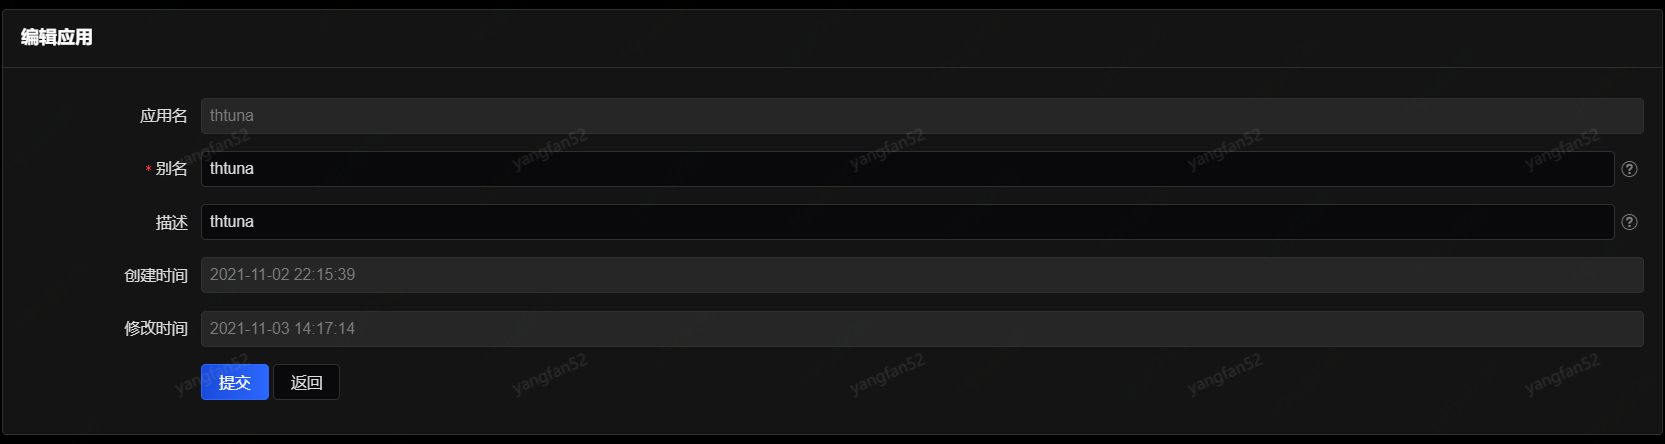 编辑应用
应用名 thtuna
* 别名 thtuna
描述 thtuna
创建时间 2021-11-02 22:15:39
修改时间 2021-11-03 14:17:14
提交 返回
yangfan52 yangfan52 yangfan52 yangfan52 yangfan52
yangfan52 yangfan52 yangfan52 yangfan52 yangfan52